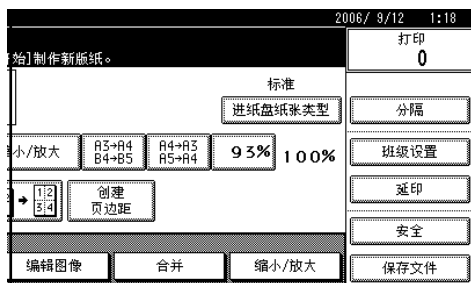 2006/ 9/12 1:18
打印
0
始]制作新版纸。
标准
进纸盘纸张类型
分隔
小/放大
A3→A4
B4→B5
A4→A3
A5→A4
93%
100%
班级设置
1 2
3 4
创建
页边距
延印
安全
编辑图像
合并
缩小/放大
保存文件